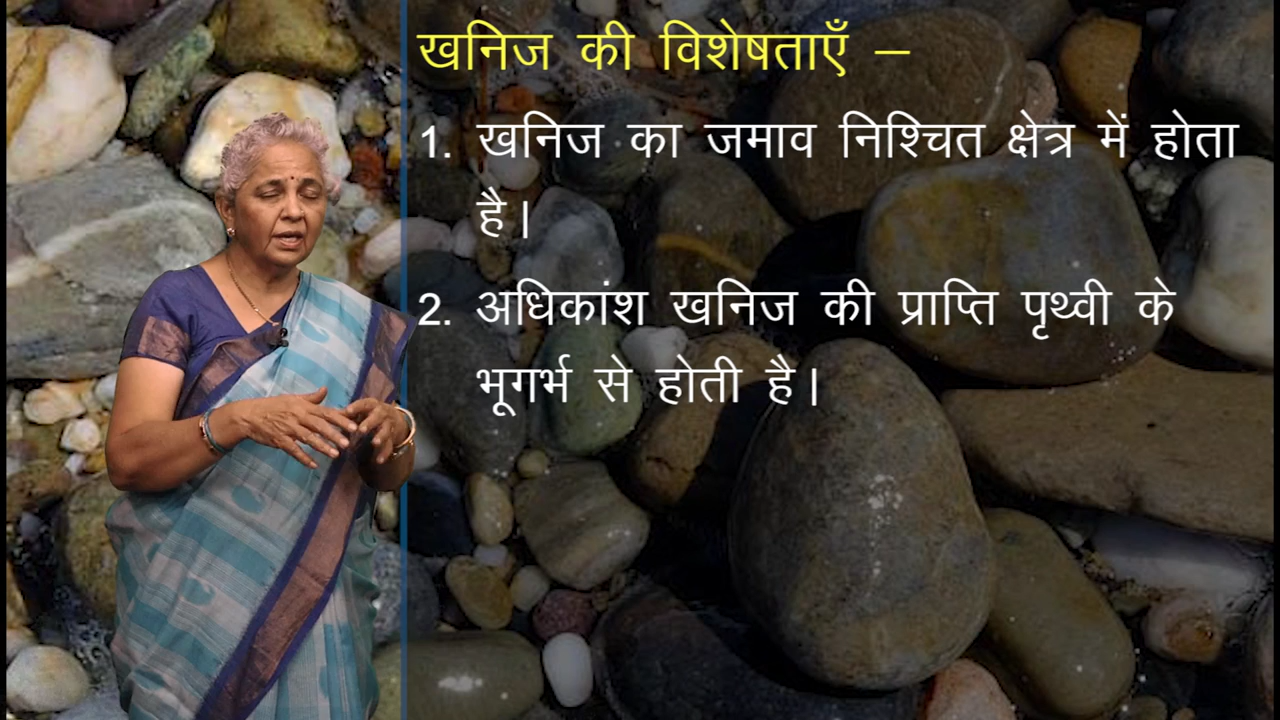 खनिज की विशेषताएँ –
1. खनिज का जमाव निश्चित क्षेत्र में होता
है।
2. अधिकांश खनिज की प्राप्ति पृथ्वी के
भूगर्भ से होती है।